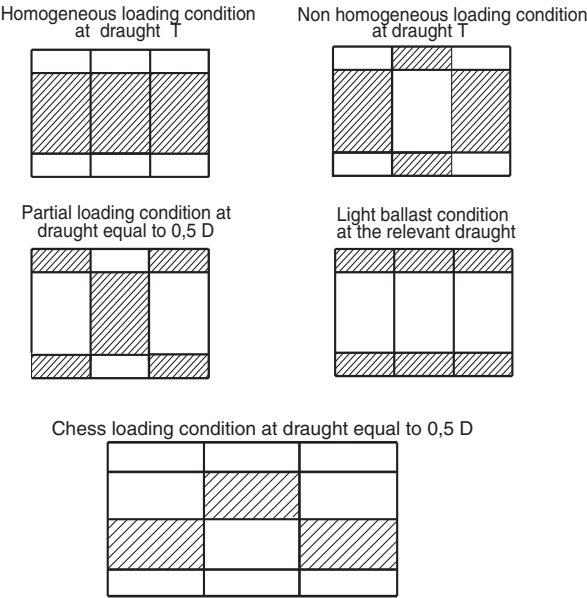 Homogeneous loading condition
at draught T
Non homogeneous loading condition
at draught T
Partial loading condition at
draught equal to 0,5 D
Light ballast condition
at the relevant draught
Chess loading condition at draught equal to 0,5 D